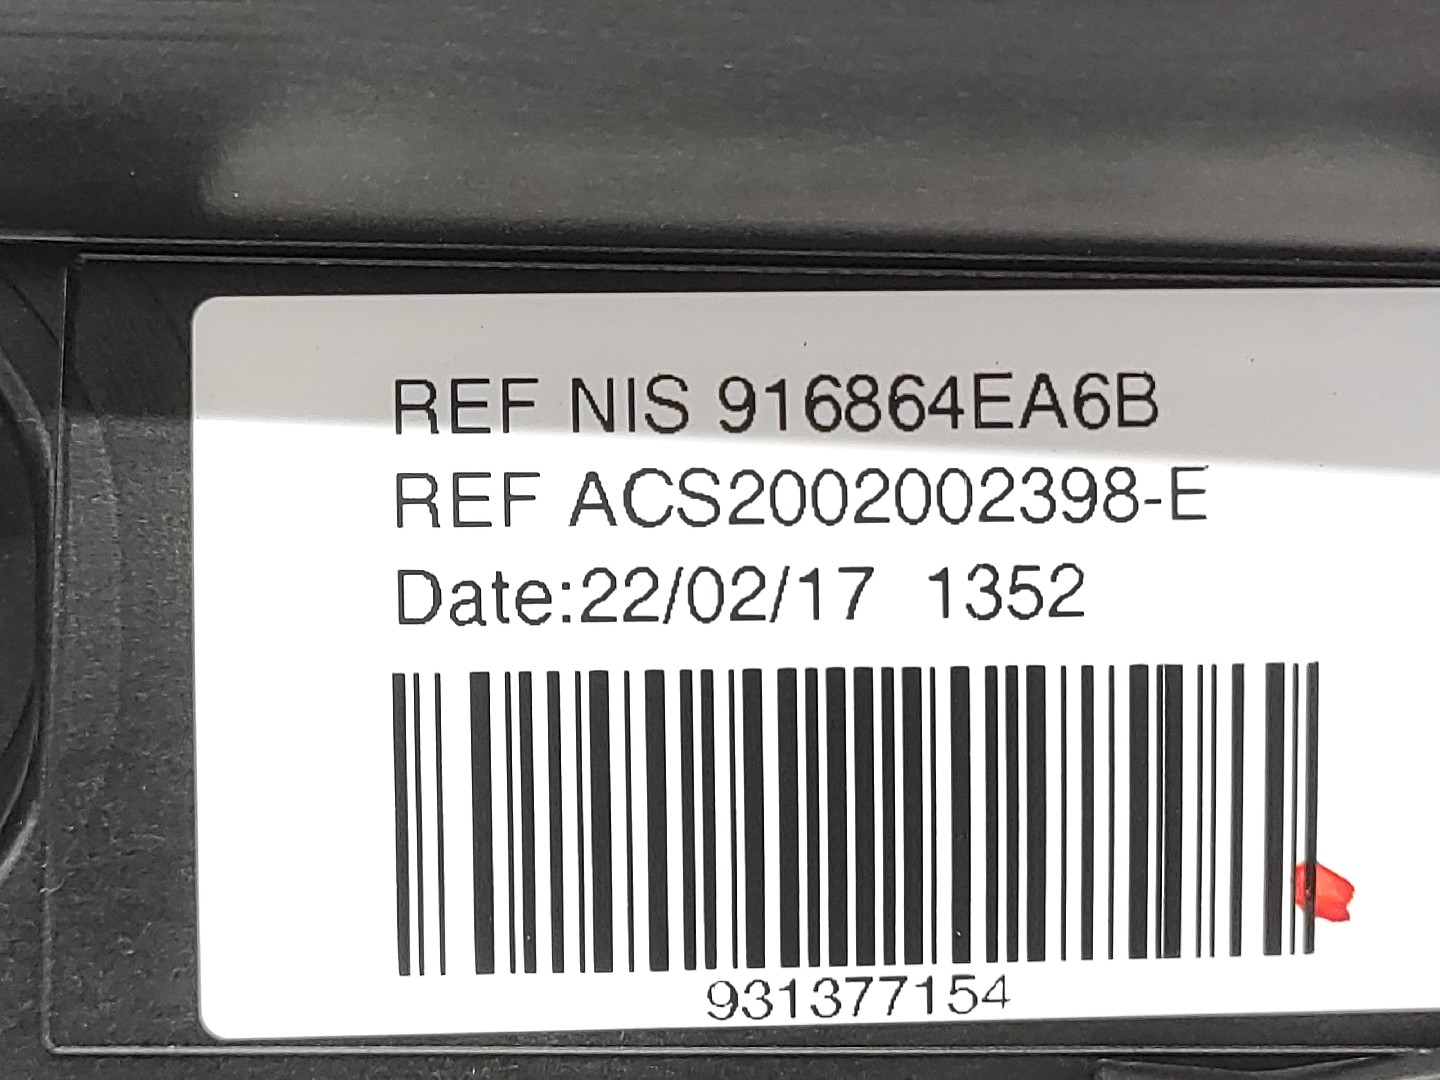 REF NIS 916864EA6B
REF ACS2002002398-E
Date:22/02/17 1352
931377154